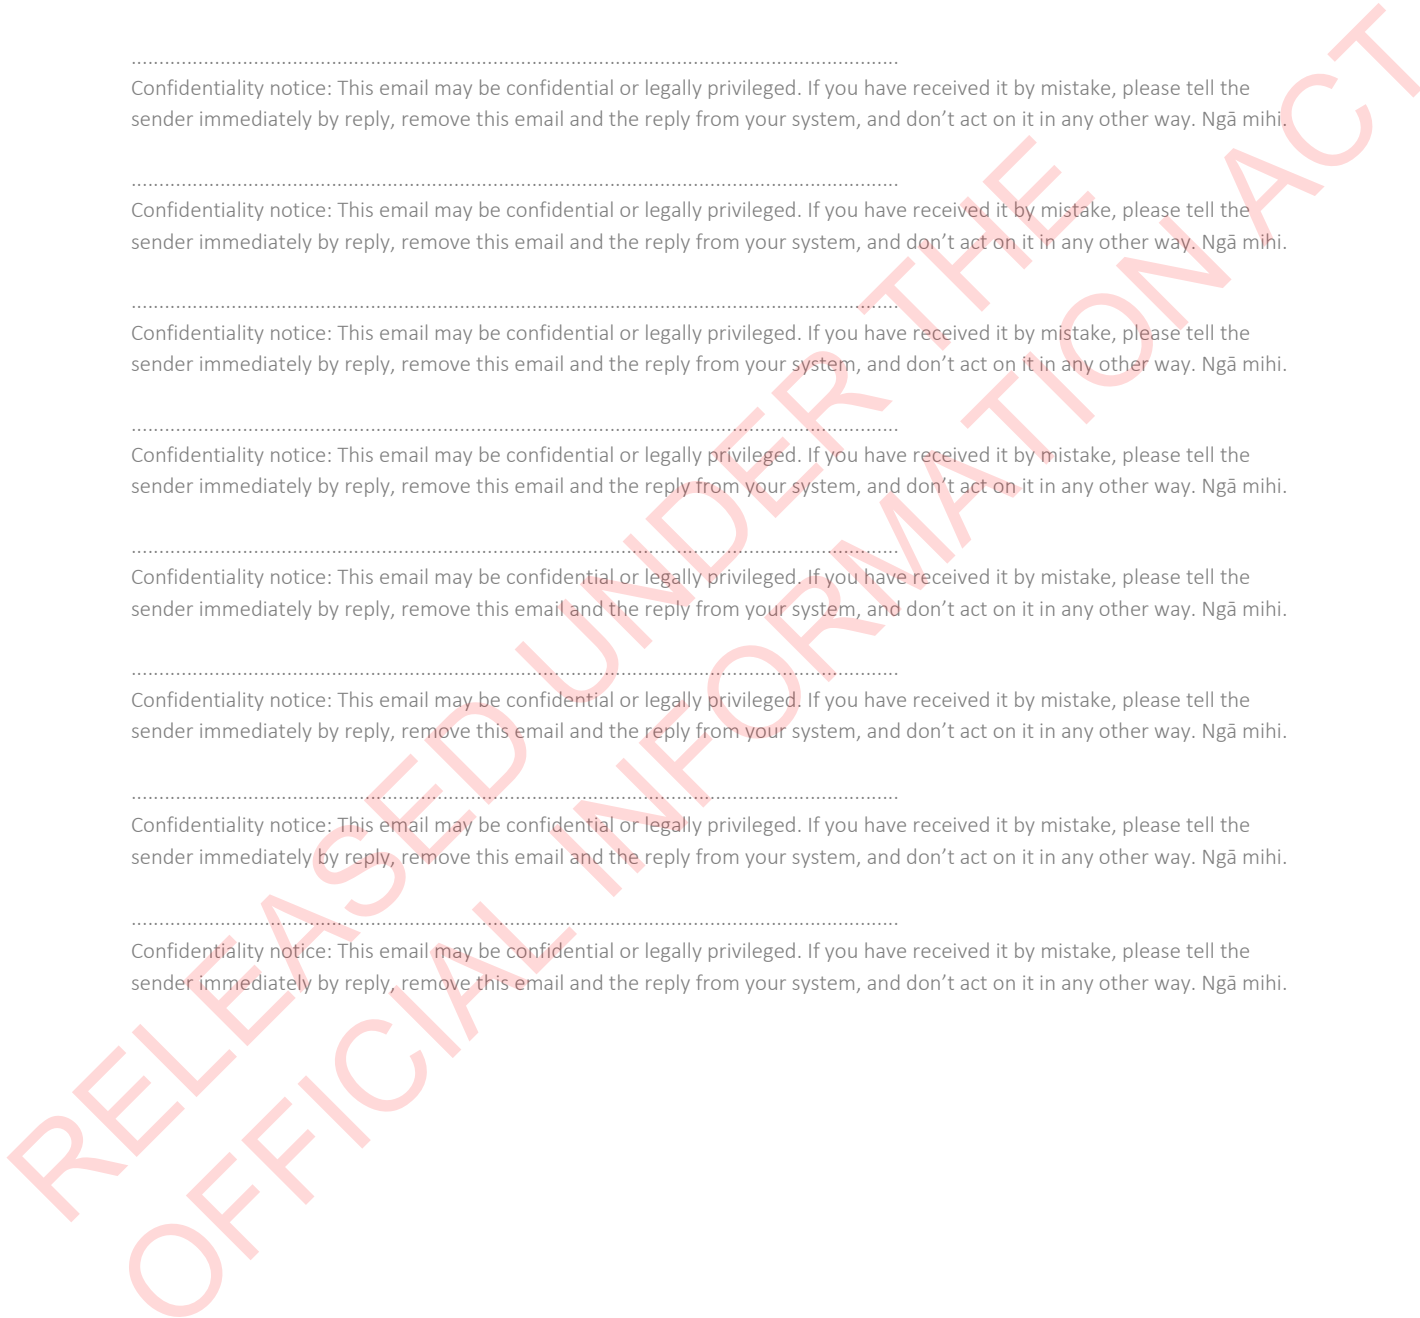 ..........................................................................................................................................
Confidentiality notice: This email may be confidential or legally privileged. If you have received it by mistake, please tell the
sender immediately by reply, remove this email and the reply from your system, and don’t act on it in any other way. Ngā mihi.
..........................................................................................................................................
Confidentiality notice: This email may be confidential or legally privileged. If you have received it by mistake, please tell the
sender immediately by reply, remove this email and the reply from your system, and don’t act on it in any other way. Ngā mihi.
..........................................................................................................................................
Confidentiality notice: This email may be confidential or legally privileged. If you have received it by mistake, please tell the
sender immediately by reply, remove this email and the reply from your system, and don’t act on it in any other way. Ngā mihi.
..........................................................................................................................................
Confidentiality notice: This email may be confidential or legally privileged. If you have received it by mistake, please tell the
sender immediately by reply, remove this email and the reply from your system, and don’t act on it in any other way. Ngā mihi.
..........................................................................................................................................
Confidentiality notice: This email may be confidential or legally privileged. If you have received it by mistake, please tell the
sender immediately by reply, remove this email and the reply from your system, and don’t act on it in any other way. Ngā mihi.
..........................................................................................................................................
Confidentiality notice: This email may be confidential or legally privileged. If you have received it by mistake, please tell the
sender immediately by reply, remove this email and the reply from your system, and don’t act on it in any other way. Ngā mihi.
..........................................................................................................................................
Confidentiality notice: This email may be confidential or legally privileged. If you have received it by mistake, please tell the
sender immediately by reply, remove this email and the reply from your system, and don’t act on it in any other way. Ngā mihi.
..........................................................................................................................................
Confidentiality notice: This email may be confidential or legally privileged. If you have received it by mistake, please tell the
sender immediately by reply, remove this email and the reply from your system, and don’t act on it in any other way. Ngā mihi.
RELEASED UNDER THE
OFFICIAL INFORMATION ACT